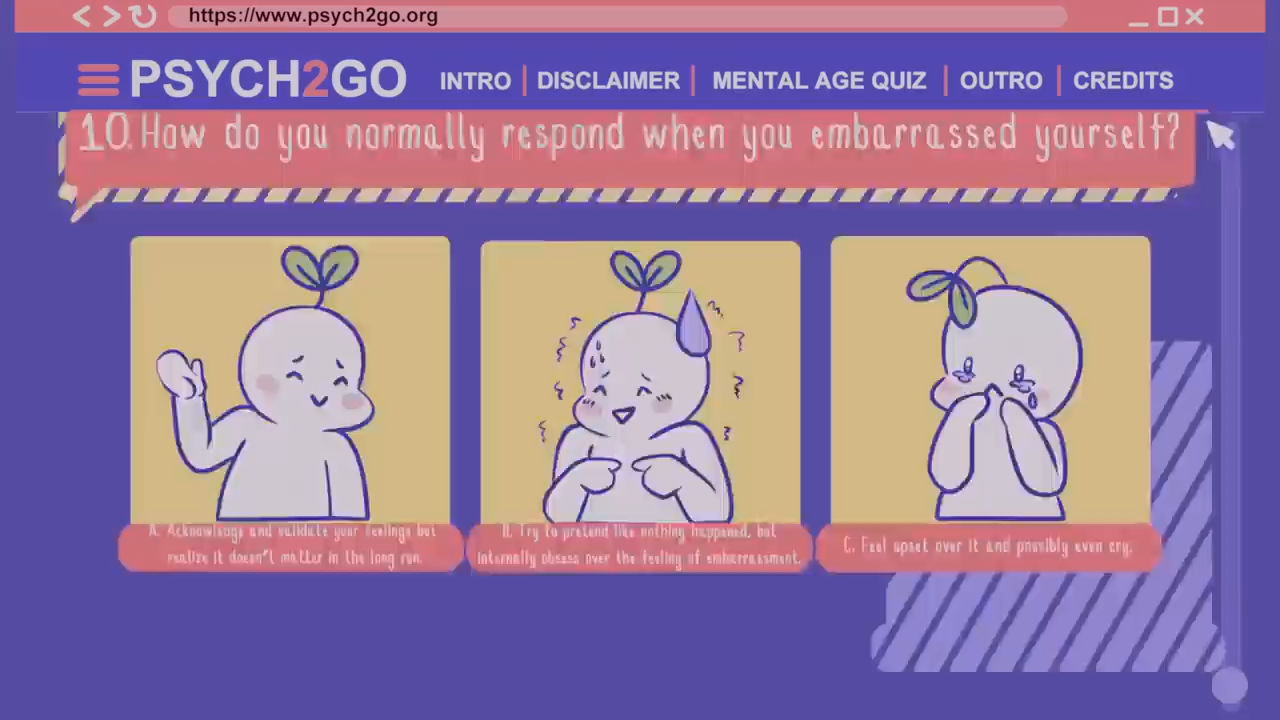 https://www.psych2go.org
PSYCH2GO
INTRO | DISCLAIMER | MENTAL AGE QUIZ | OUTRO | CREDITS
10. How do you normally respond when you embarrassed yourself?
A. Acknowledge and validate your feelings but
realize it doesn't matter in the long run.
B. Try to pretend like nothing happened, but
internally obsess over the feeling of embarrassment.
C. Feel upset over it and possibly even cry.